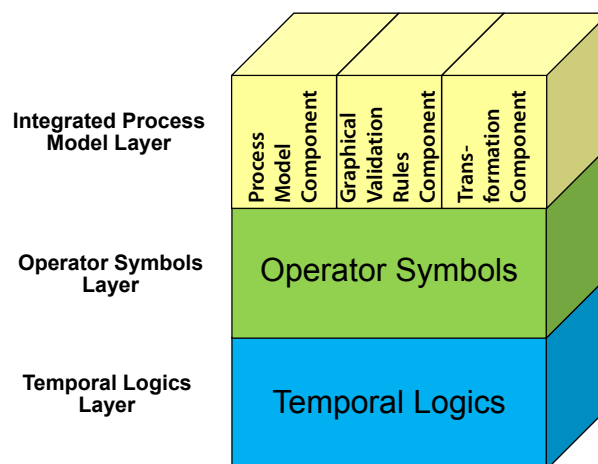 Integrated Process
Model Layer
Process
Model
Component
Graphical
Validation
Rules
Component
Trans-
formation
Component
Operator Symbols
Layer
Operator Symbols
Temporal Logics
Layer
Temporal Logics